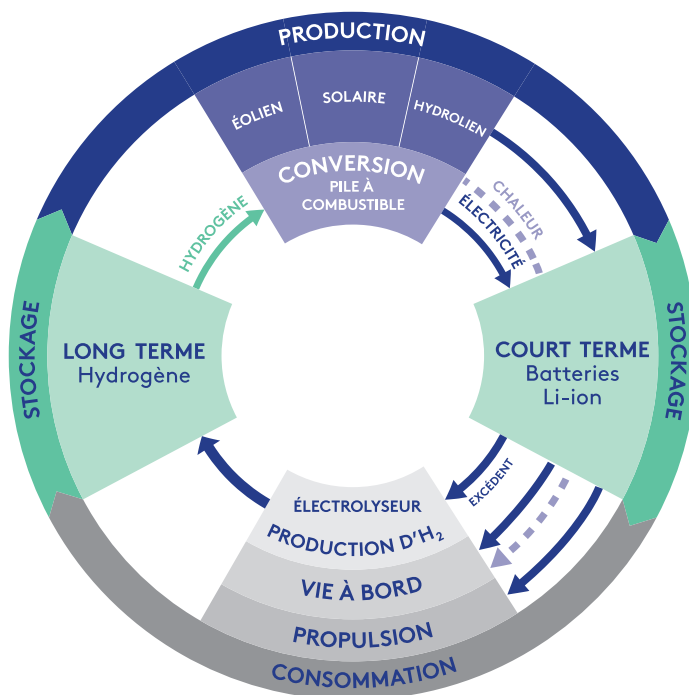 PRODUCTION
ÉOLIEN
SOLAIRE
HYDROLIEN
CONVERSION
PILE À
COMBUSTIBLE
HYDROGÈNE
CHALEUR
ÉLECTRICITÉ
STOCKAGE
LONG TERME
Hydrogène
COURT TERME
Batteries
Li-ion
STOCKAGE
EXCÉDENT
ÉLECTROLYSEUR
PRODUCTION D'H₂
VIE À BORD
PROPULSION
CONSOMMATION